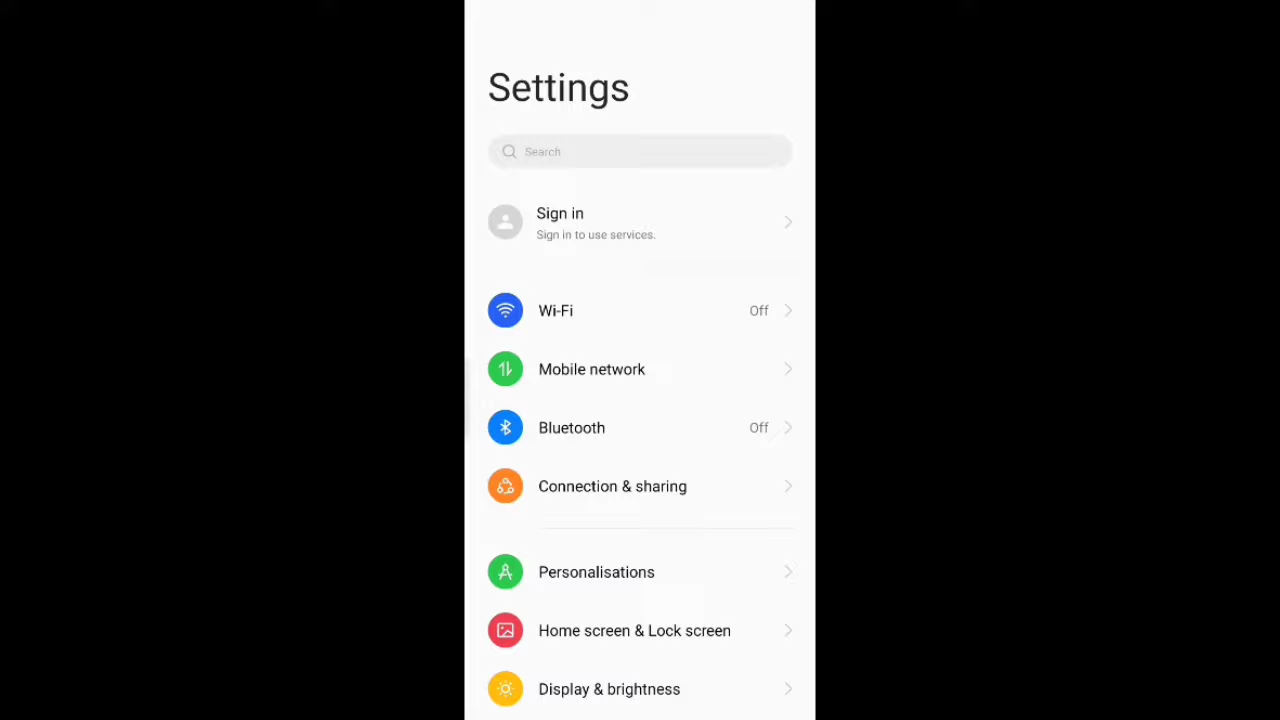 Settings
Search
Sign in
Sign in to use services.
Wi-Fi Off
Mobile network
Bluetooth Off
Connection & sharing
Personalisations
Home screen & Lock screen
Display & brightness